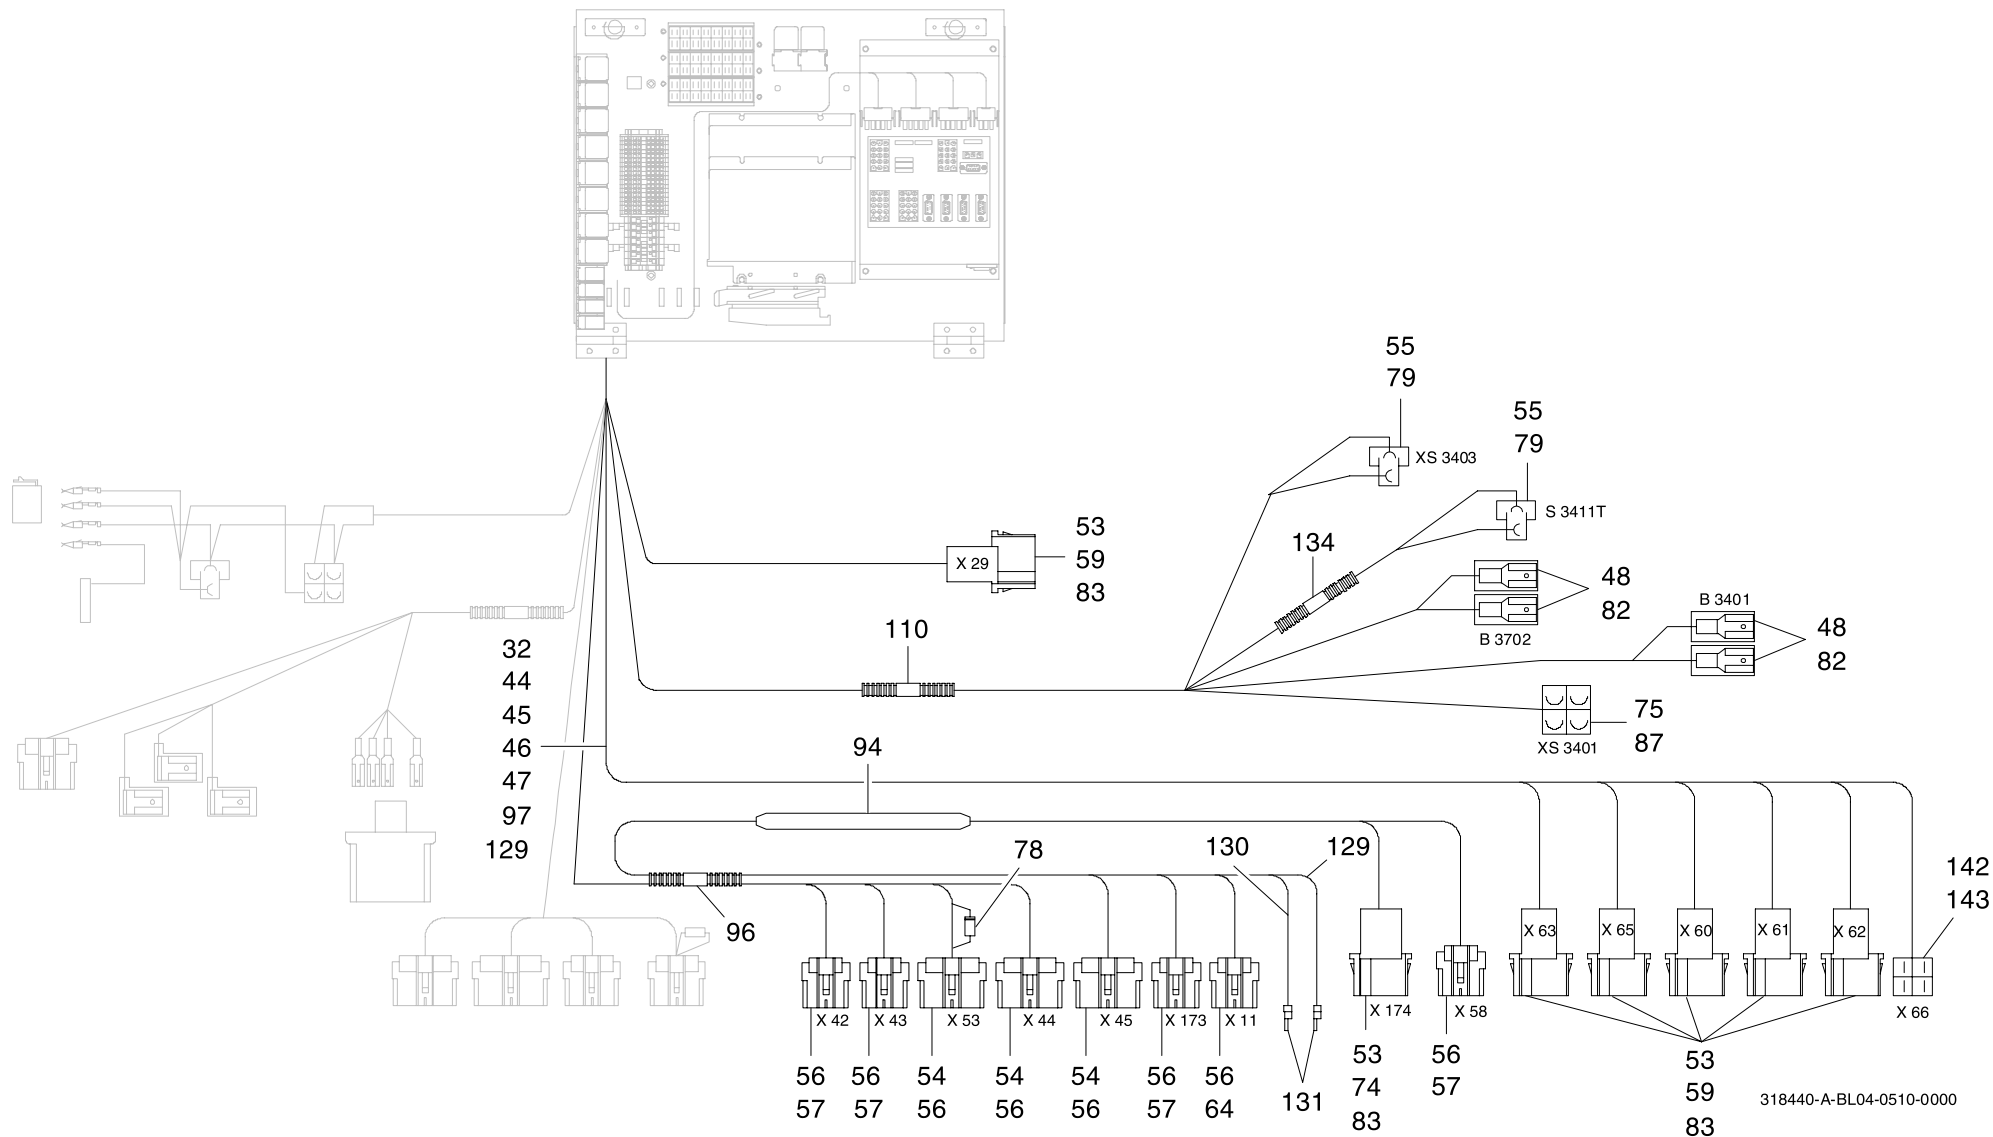 55
79
55
79
XS 3403
S 3411T
53
59
83
X 29
134
48
82
B 3401
B 3702
48
82
110
75
87
XS 3401
32
44
45
46
47
97
129
94
78
130
129
142
143
96
X 63
X 65
X 60
X 61
X 62
X 42
X 43
X 53
X 44
X 45
X 173
X 11
X 174
X 58
X 66
56
57
56
57
54
56
54
56
54
56
56
57
56
64
131
53
74
83
56
57
53
59
83
318440-A-BL04-0510-0000